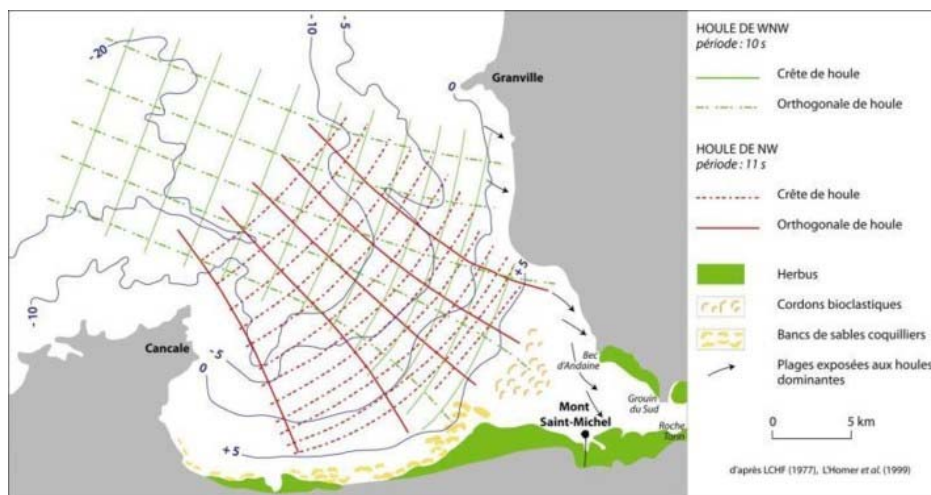 -20
-10
-5
0
Granville
-10
Cancale
-5
0
+5
+5
Bec
d'Andaine
Mont
Saint-Michel
Grouin
du Sud
Roche
Torin
HOULE DE WNW
période : 10 s
Crête de houle
Orthogonale de houle
HOULE DE NW
période : 11 s
Crête de houle
Orthogonale de houle
Herbus
Cordons bioclastiques
Bancs de sables coquilliers
Plages exposées aux houles
dominantes
0 5 km
d'après LCHF (1977), L'Homer et al. (1999)